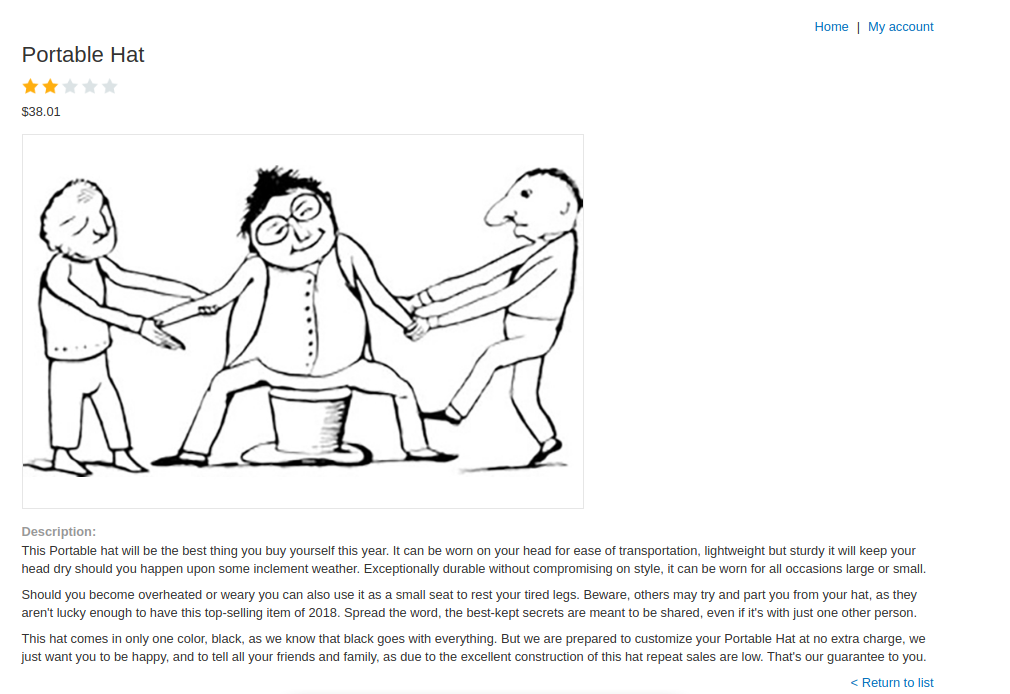 Home | My account
Portable Hat
$38.01
Description:
This Portable hat will be the best thing you buy yourself this year. It can be worn on your head for ease of transportation, lightweight but sturdy it will keep your
head dry should you happen upon some inclement weather. Exceptionally durable without compromising on style, it can be worn for all occasions large or small.
Should you become overheated or weary you can also use it as a small seat to rest your tired legs. Beware, others may try and part you from your hat, as they
aren't lucky enough to have this top-selling item of 2018. Spread the word, the best-kept secrets are meant to be shared, even if it's with just one other person.
This hat comes in only one color, black, as we know that black goes with everything. But we are prepared to customize your Portable Hat at no extra charge, we
just want you to be happy, and to tell all your friends and family, as due to the excellent construction of this hat repeat sales are low. That's our guarantee to you.
< Return to list